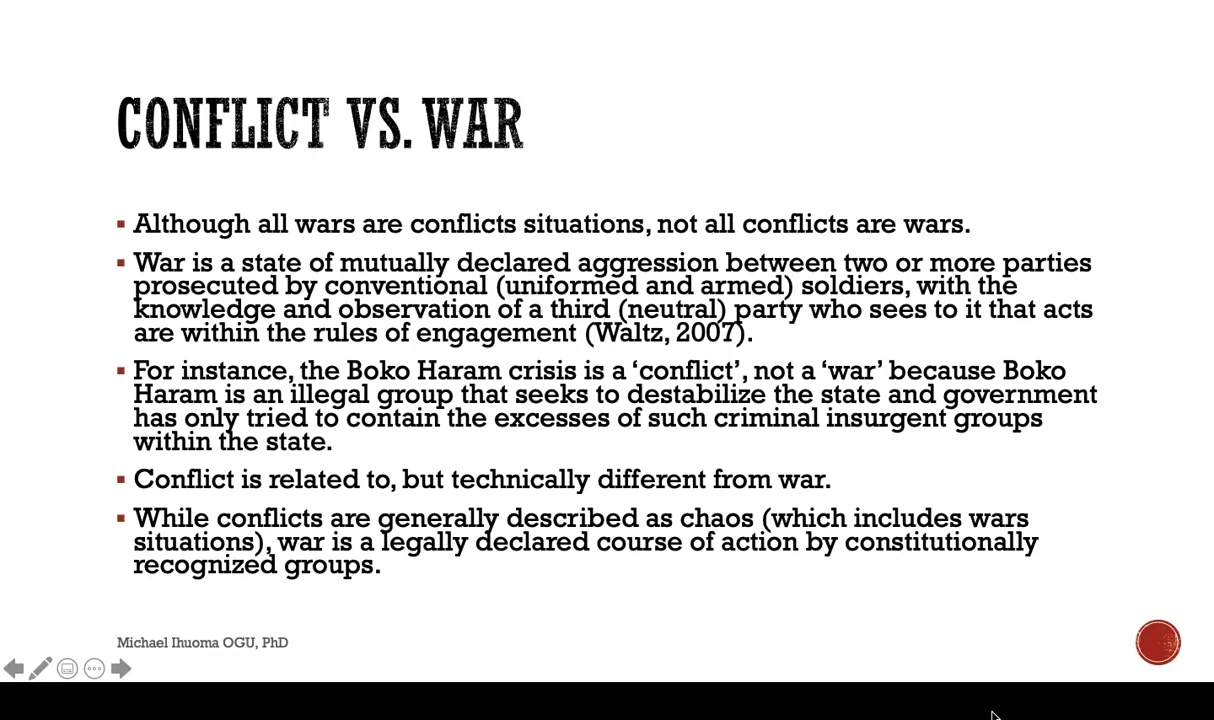 CONFLICT VS. WAR
▪ Although all wars are conflicts situations, not all conflicts are wars.
▪ War is a state of mutually declared aggression between two or more parties
prosecuted by conventional (uniformed and armed) soldiers, with the
knowledge and observation of a third (neutral) party who sees to it that acts
are within the rules of engagement (Waltz, 2007).
▪ For instance, the Boko Haram crisis is a ‘conflict’, not a ‘war’ because Boko
Haram is an illegal group that seeks to destabilize the state and government
has only tried to contain the excesses of such criminal insurgent groups
within the state.
▪ Conflict is related to, but technically different from war.
▪ While conflicts are generally described as chaos (which includes wars
situations), war is a legally declared course of action by constitutionally
recognized groups.
Michael Ihuoma OGU, PhD